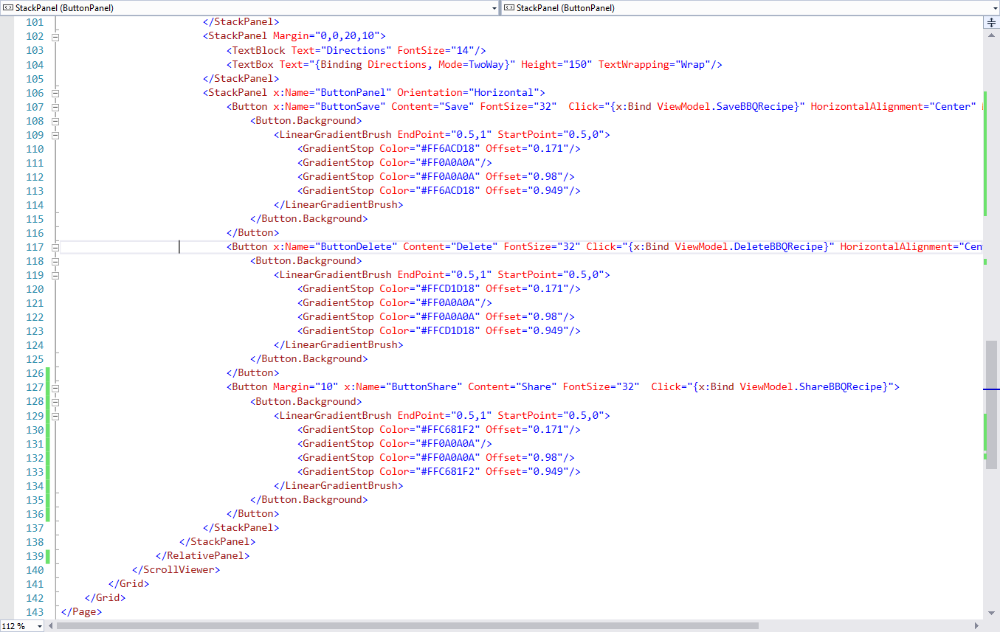 StackPanel (ButtonPanel) StackPanel (ButtonPanel)
101 </StackPanel>
102 <StackPanel Margin="0,0,20,10">
103 <TextBlock Text="Directions" FontSize="14"/>
104 <TextBox Text="{Binding Directions, Mode=TwoWay}" Height="150" TextWrapping="Wrap"/>
105 </StackPanel>
106 <StackPanel x:Name="ButtonPanel" Orientation="Horizontal">
107 <Button x:Name="ButtonSave" Content="Save" FontSize="32"  Click="{x:Bind ViewModel.SaveBBQRecipe}" HorizontalAlignment="Center"
108 <Button.Background>
109 <LinearGradientBrush EndPoint="0.5,1" StartPoint="0.5,0">
110 <GradientStop Color="#FF6ACD18" Offset="0.171"/>
111 <GradientStop Color="#FF0A0A0A"/>
112 <GradientStop Color="#FF0A0A0A" Offset="0.98"/>
113 <GradientStop Color="#FF6ACD18" Offset="0.949"/>
114 </LinearGradientBrush>
115 </Button.Background>
116 </Button>
117 <Button x:Name="ButtonDelete" Content="Delete" FontSize="32" Click="{x:Bind ViewModel.DeleteBBQRecipe}" HorizontalAlignment="Cen
118 <Button.Background>
119 <LinearGradientBrush EndPoint="0.5,1" StartPoint="0.5,0">
120 <GradientStop Color="#FFCD1D18" Offset="0.171"/>
121 <GradientStop Color="#FF0A0A0A"/>
122 <GradientStop Color="#FF0A0A0A" Offset="0.98"/>
123 <GradientStop Color="#FFCD1D18" Offset="0.949"/>
124 </LinearGradientBrush>
125 </Button.Background>
126 </Button>
127 <Button Margin="10" x:Name="ButtonShare" Content="Share" FontSize="32"  Click="{x:Bind ViewModel.ShareBBQRecipe}">
128 <Button.Background>
129 <LinearGradientBrush EndPoint="0.5,1" StartPoint="0.5,0">
130 <GradientStop Color="#FFC681F2" Offset="0.171"/>
131 <GradientStop Color="#FF0A0A0A"/>
132 <GradientStop Color="#FF0A0A0A" Offset="0.98"/>
133 <GradientStop Color="#FFC681F2" Offset="0.949"/>
134 </LinearGradientBrush>
135 </Button.Background>
136 </Button>
137 </StackPanel>
138 </StackPanel>
139 </RelativePanel>
140 </ScrollViewer>
141 </Grid>
142 </Grid>
143 </Page>
112 %